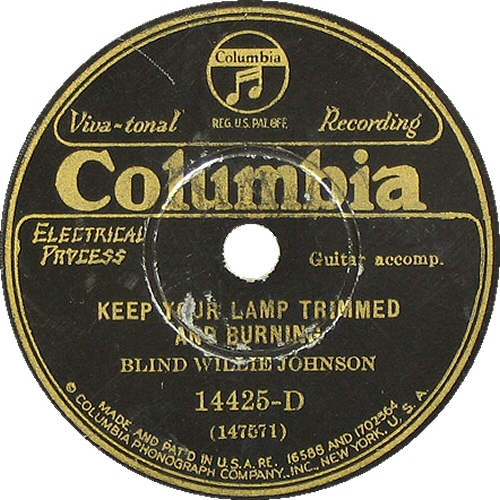 Columbia
REG. U.S. PAT. OFF.
Viva-tonal Recording
Columbia
ELECTRICAL
PROCESS
Guitar accomp.
KEEP YOUR LAMP TRIMMED
AND BURNING
BLIND WILLIE JOHNSON
14425-D
(147571)
MADE AND PAT'D IN U.S.A. RE. 16588 AND 1702564
© COLUMBIA PHONOGRAPH COMPANY, INC., NEW YORK, U.S.A.